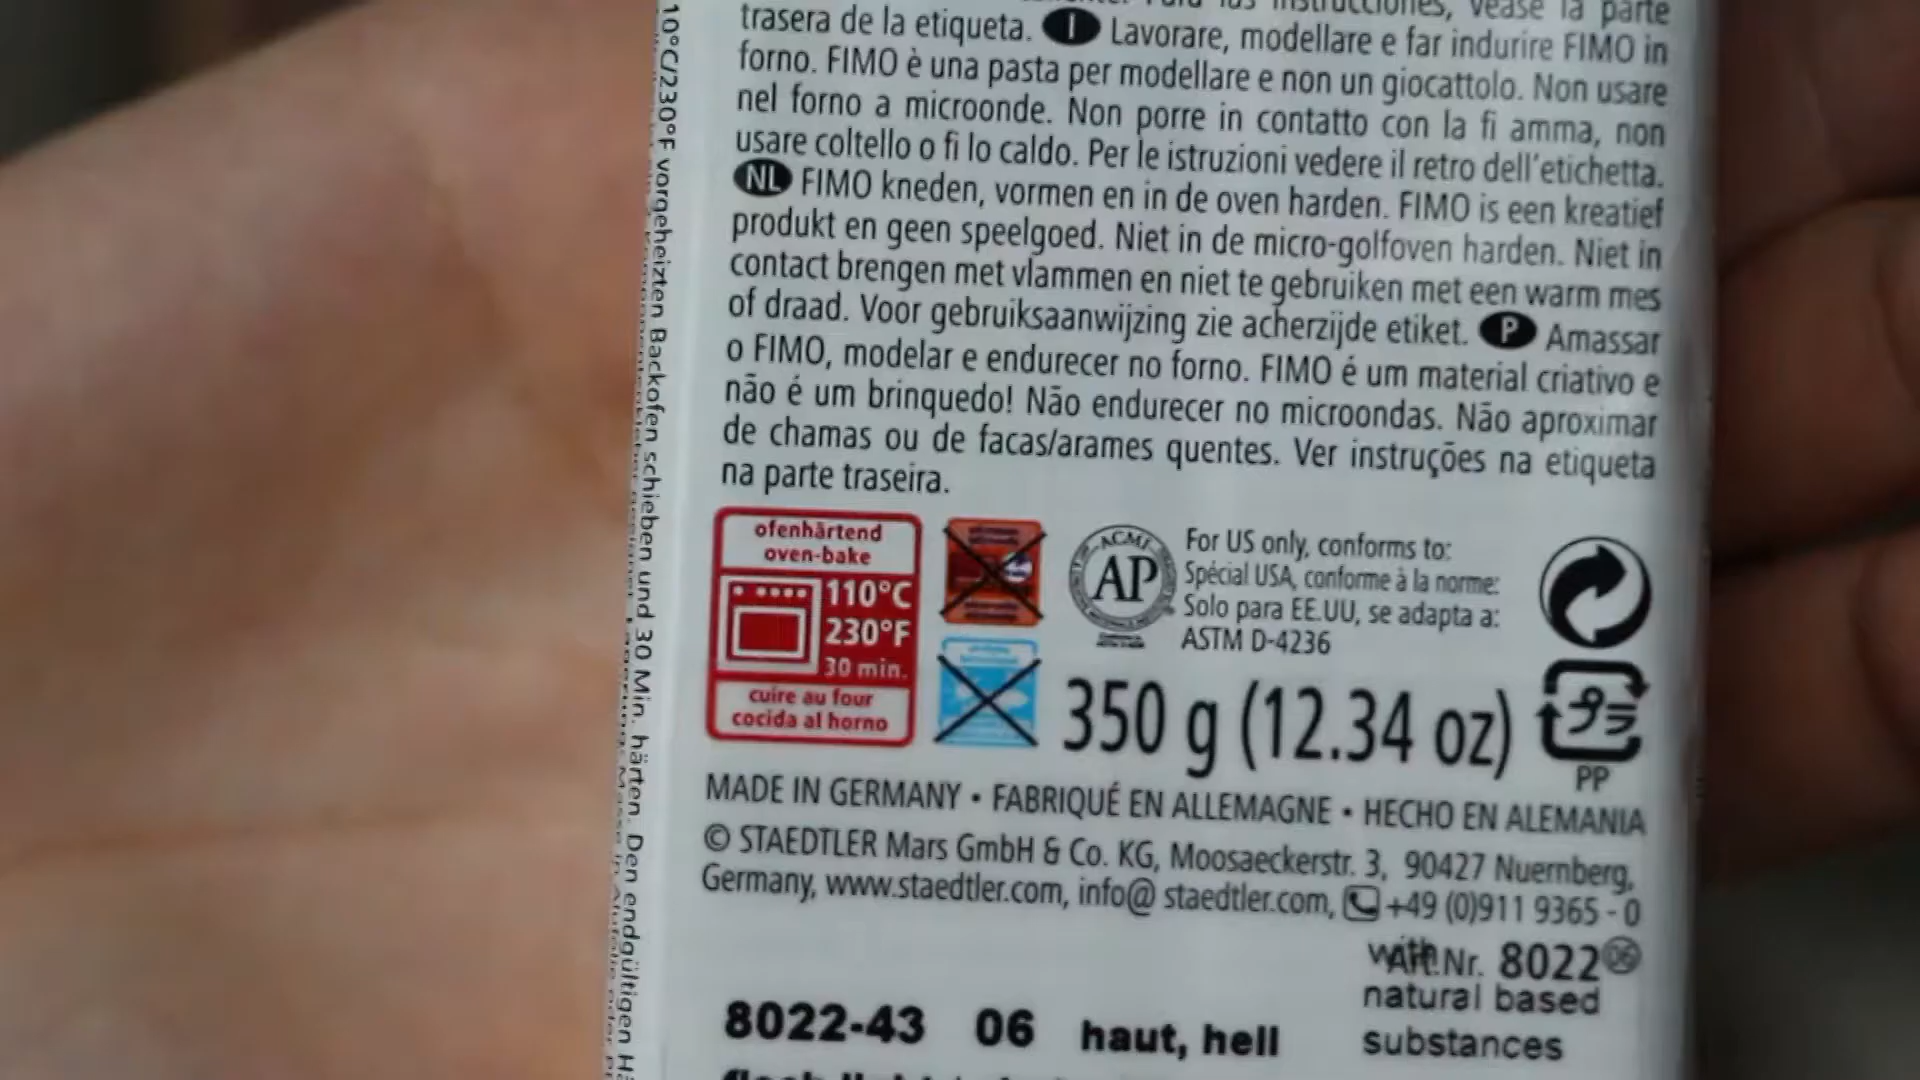 Para las instrucciones, véase la parte
trasera de la etiqueta. I Lavorare, modellare e far indurire FIMO in
forno. FIMO è una pasta per modellare e non un giocattolo. Non usare
nel forno a microonde. Non porre in contatto con la fi amma, non
usare coltello o fi lo caldo. Per le istruzioni vedere il retro dell'etichetta.
NL FIMO kneden, vormen en in de oven harden. FIMO is een kreatief
produkt en geen speelgoed. Niet in de micro-golfoven harden. Niet in
contact brengen met vlammen en niet te gebruiken met een warm mes
of draad. Voor gebruiksaanwijzing zie acherzijde etiket. P Amassar
o FIMO, modelar e endurecer no forno. FIMO é um material criativo e
não é um brinquedo! Não endurecer no microondas. Não aproximar
de chamas ou de facas/arames quentes. Ver instruções na etiqueta
na parte traseira.
ofenhärtend
oven-bake
110°C
230°F
30 min.
cuire au four
cocida al horno
ACMI
AP
For US only, conforms to:
Spécial USA, conforme à la norme:
Solo para EE.UU, se adapta a:
ASTM D-4236
350 g (12.34 oz)
PP
MADE IN GERMANY • FABRIQUÉ EN ALLEMAGNE • HECHO EN ALEMANIA
© STAEDTLER Mars GmbH & Co. KG, Moosaeckerstr. 3, 90427 Nuernberg,
Germany, www.staedtler.com, info@ staedtler.com, +49 (0)911 9365 - 0
with
Art.Nr. 8022 06
natural based
substances
8022-43 06 haut, hell
10°C/230°F vorgeheizten Backofen schieben und 30 Min. härten. Den endgültigen